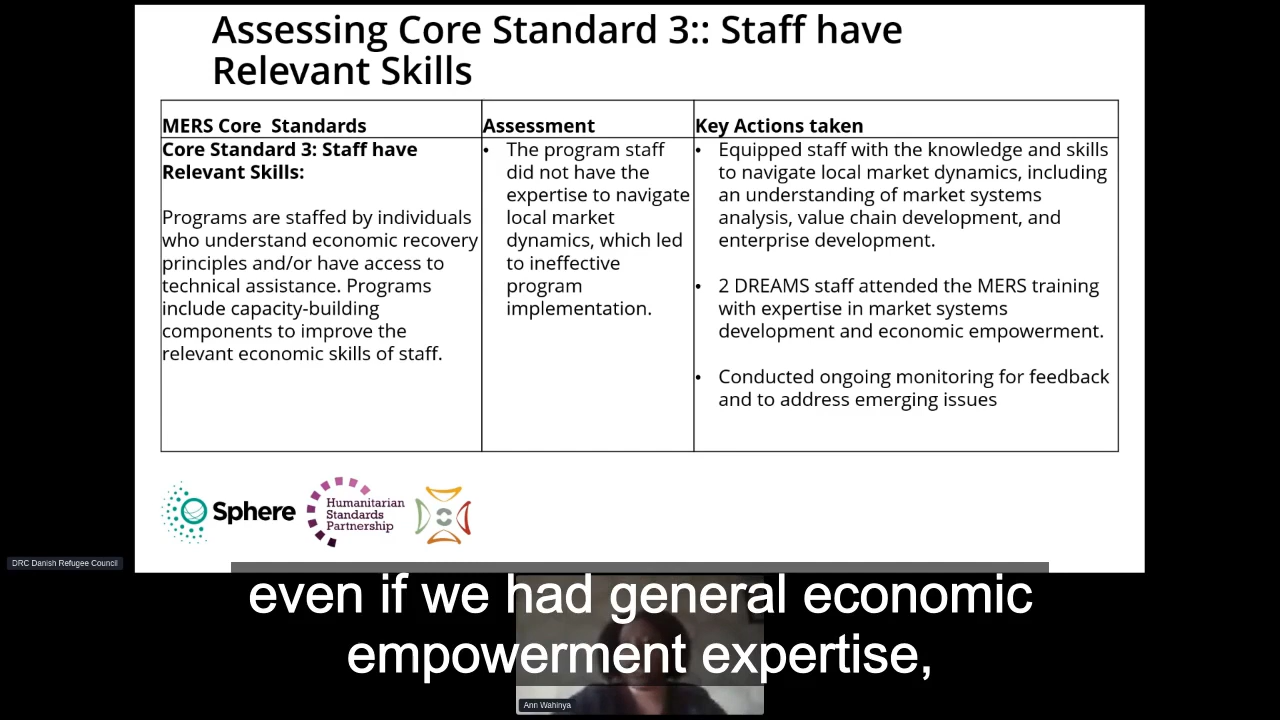 Assessing Core Standard 3:: Staff have
Relevant Skills
MERS Core  Standards
Assessment
Key Actions taken
Core Standard 3: Staff have
Relevant Skills:
Programs are staffed by individuals
who understand economic recovery
principles and/or have access to
technical assistance. Programs
include capacity-building
components to improve the
relevant economic skills of staff.
• The program staff
did not have the
expertise to navigate
local market
dynamics, which led
to ineffective
program
implementation.
• Equipped staff with the knowledge and skills
to navigate local market dynamics, including
an understanding of market systems
analysis, value chain development, and
enterprise development.
• 2 DREAMS staff attended the MERS training
with expertise in market systems
development and economic empowerment.
• Conducted ongoing monitoring for feedback
and to address emerging issues
Sphere
Humanitarian
Standards
Partnership
DRC Danish Refugee Council
even if we had general economic
empowerment expertise,
Ann Wahinya